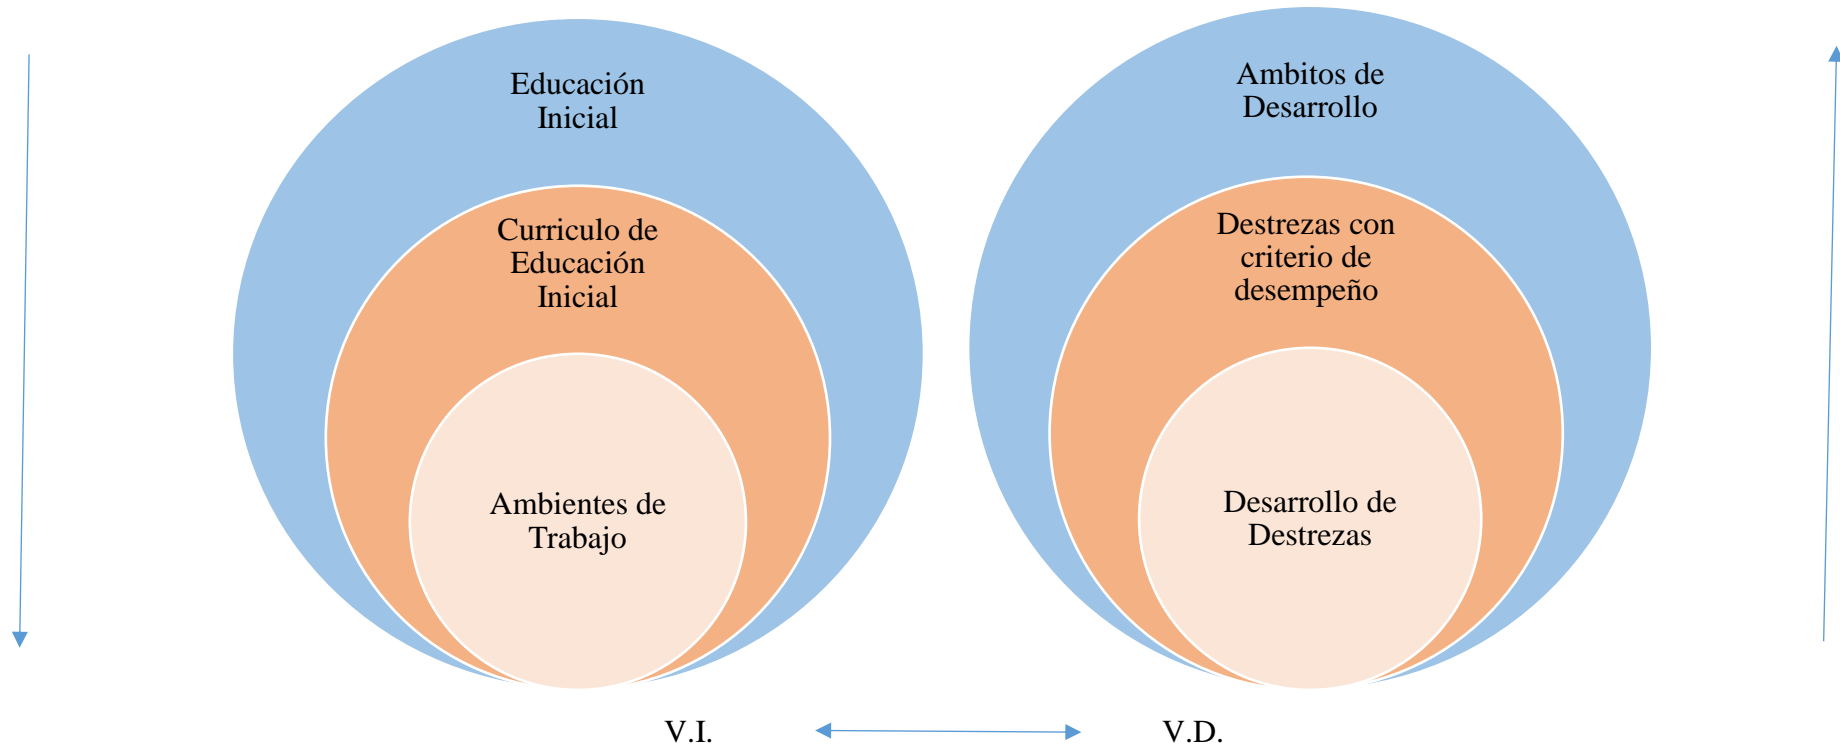 Educación
Inicial
Curriculo de
Educación
Inicial
Ambientes de
Trabajo
Ambitos de
Desarrollo
Destrezas con
criterio de
desempeño
Desarrollo de
Destrezas
V.I.
V.D.